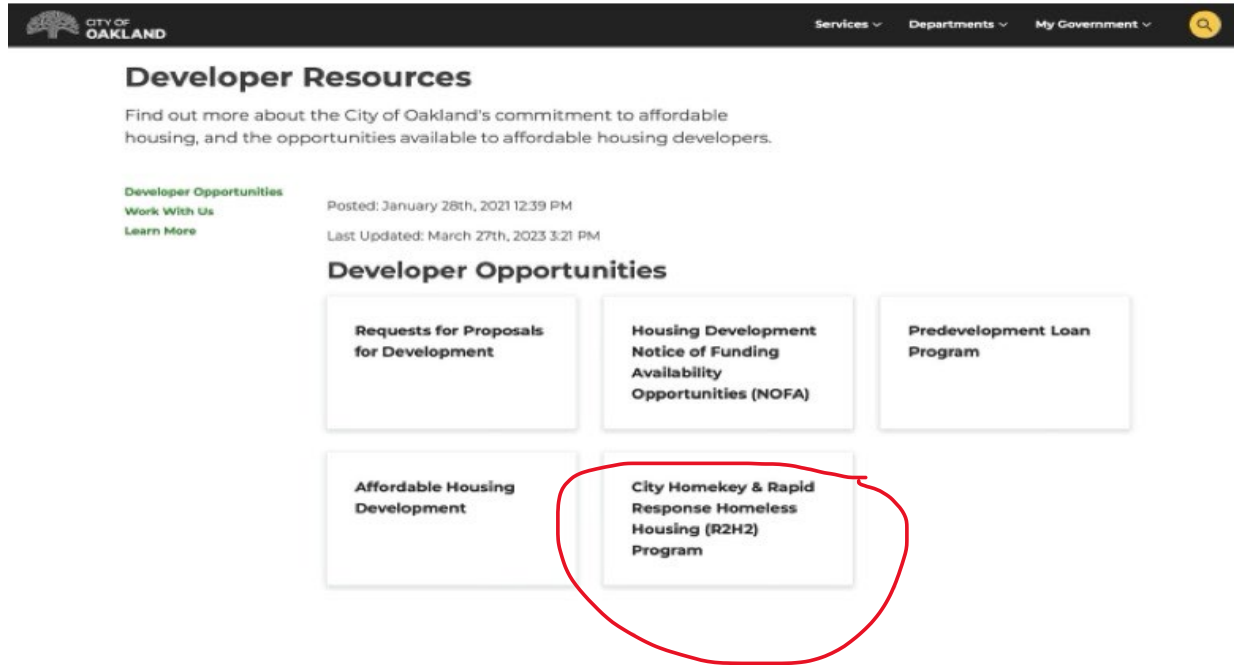 CITY OF
OAKLAND
Services
Departments
My Government
Developer Resources
Find out more about the City of Oakland's commitment to affordable
housing, and the opportunities available to affordable housing developers.
Developer Opportunities
Work With Us
Learn More
Posted: January 28th, 2021 12:39 PM
Last Updated: March 27th, 2023 3:21 PM
Developer Opportunities
Requests for Proposals
for Development
Housing Development
Notice of Funding
Availability
Opportunities (NOFA)
Predevelopment Loan
Program
Affordable Housing
Development
City Homekey & Rapid
Response Homeless
Housing (R2H2)
Program